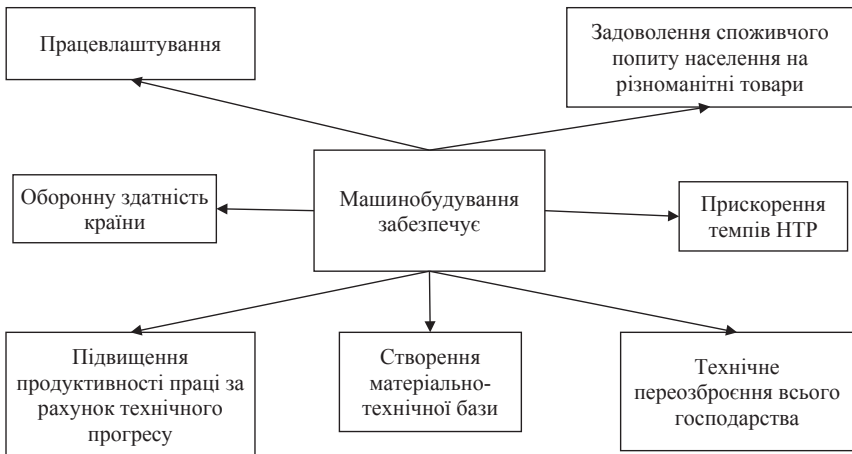 Працевлаштування
Задоволення споживчого
попиту населення на
різноманітні товари
Оборонну здатність
країни
Машинобудування
забезпечує
Прискорення
темпів НТР
Підвищення
продуктивності праці за
рахунок технічного
прогресу
Створення
матеріально-
технічної бази
Технічне
переозброєння всього
господарства